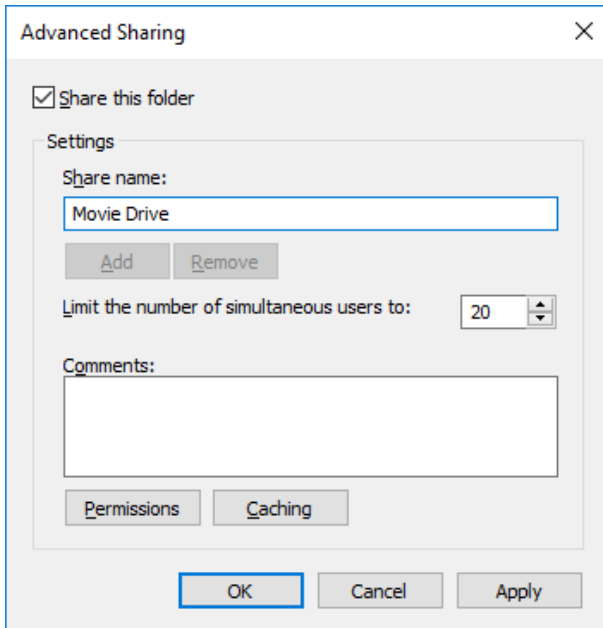 Advanced Sharing
Share this folder
Settings
Share name:
Movie Drive
Add Remove
Limit the number of simultaneous users to: 20
Comments:
Permissions Caching
OK Cancel Apply